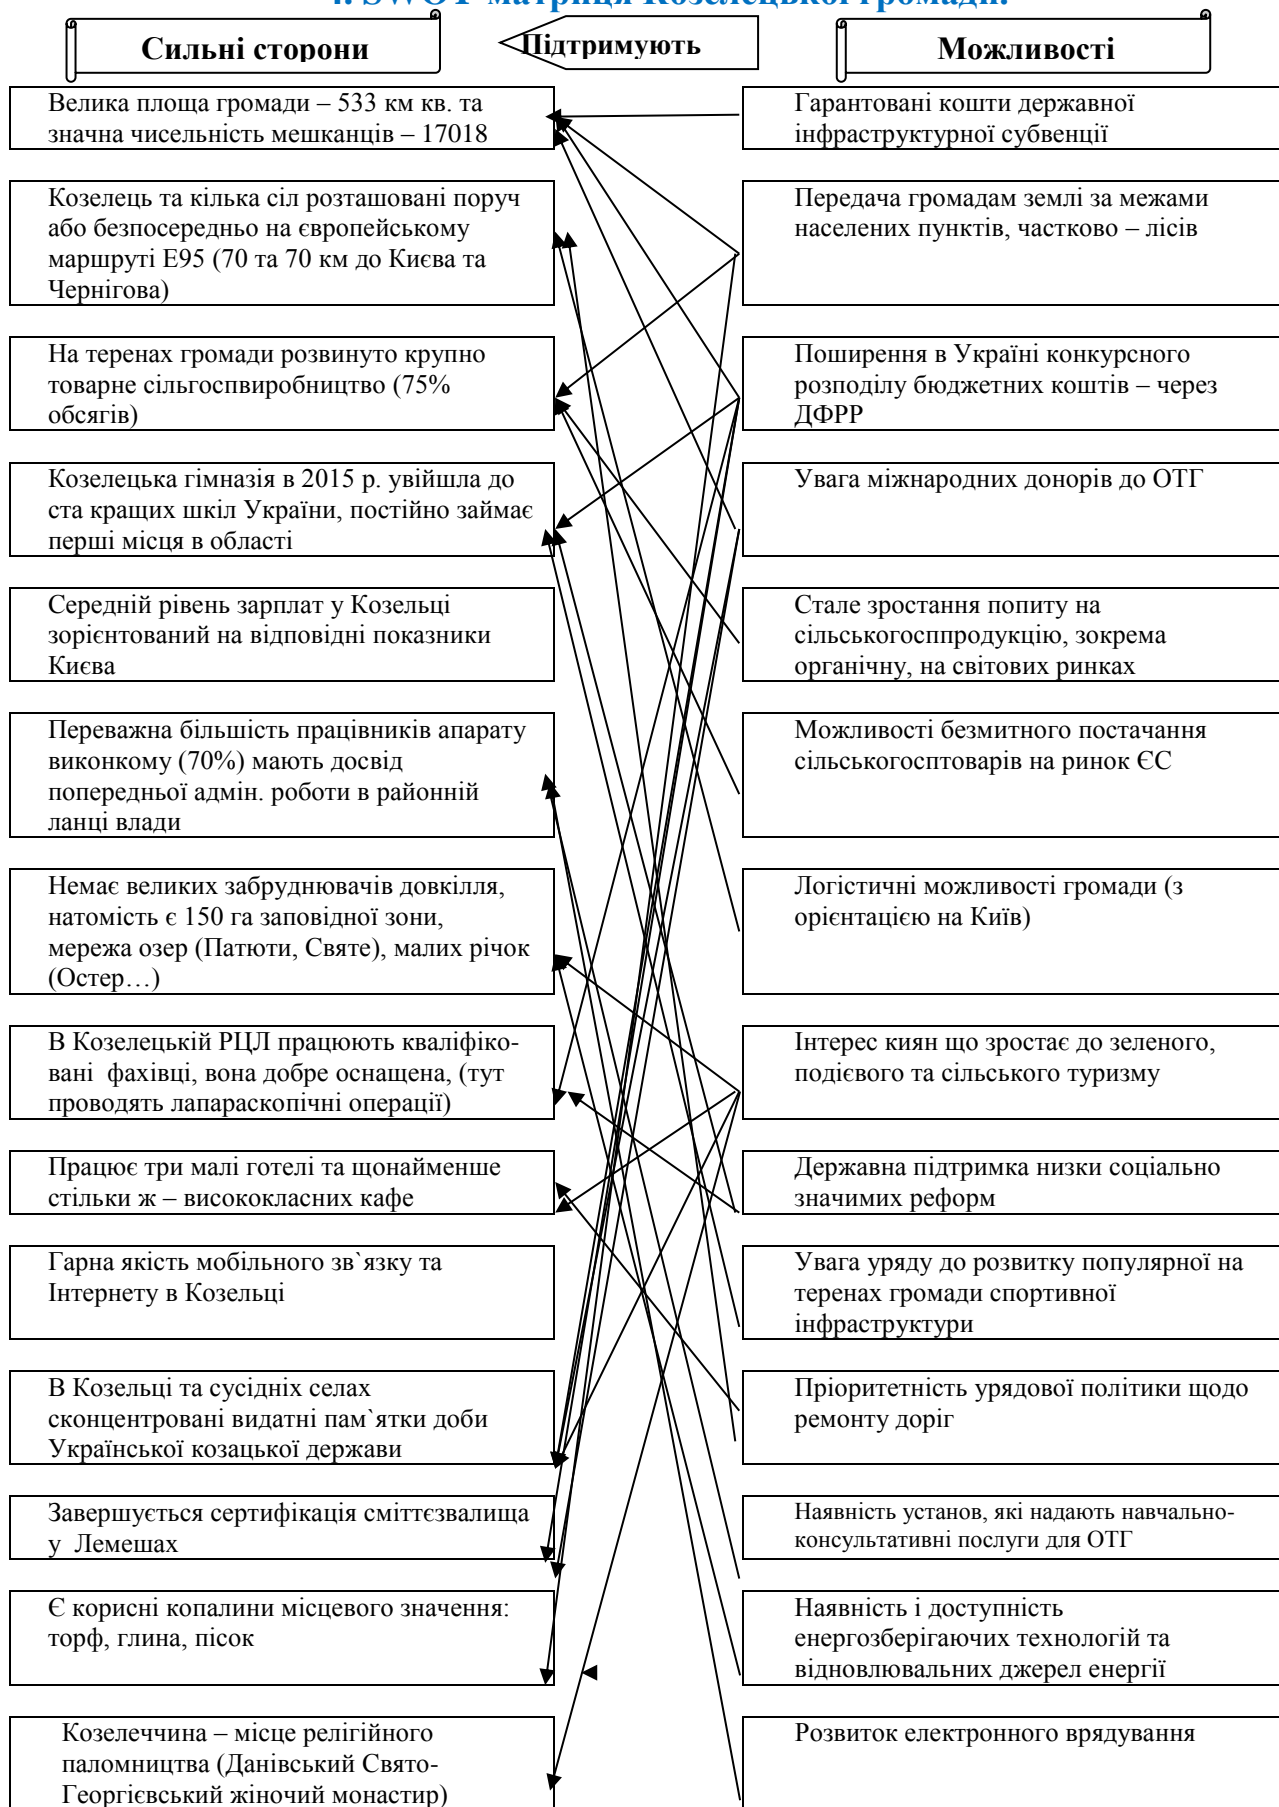 4. SWOT-матриця Козелецької громади.
Сильні сторони
Підтримують
Можливості
Велика площа громади – 533 км кв. та
значна чисельність мешканців – 17018
Козелець та кілька сіл розташовані поруч
або безпосередньо на європейському
маршруті Е95 (70 та 70 км до Києва та
Чернігова)
На теренах громади розвинуто крупно
товарне сільгоспвиробництво (75%
обсягів)
Козелецька гімназія в 2015 р. увійшла до
ста кращих шкіл України, постійно займає
перші місця в області
Середній рівень зарплат у Козельці
зорієнтований на відповідні показники
Києва
Переважна більшість працівників апарату
виконкому (70%) мають досвід
попередньої адмін. роботи в районній
ланці влади
Немає великих забруднювачів довкілля,
натомість є 150 га заповідної зони,
мережа озер (Патюти, Святе), малих річок
(Остер…)
В Козелецькій РЦЛ працюють кваліфіко-
вані фахівці, вона добре оснащена, (тут
проводять лапараскопічні операції)
Працює три малі готелі та щонайменше
стільки ж – висококласних кафе
Гарна якість мобільного зв`язку та
Інтернету в Козельці
В Козельці та сусідніх селах
сконцентровані видатні пам`ятки доби
Української козацької держави
Завершується сертифікація сміттєзвалища
у Лемешах
Є корисні копалини місцевого значення:
торф, глина, пісок
Козелеччина – місце релігійного
паломництва (Данівський Свято-
Георгієвський жіночий монастир)
Гарантовані кошти державної
інфраструктурної субвенції
Передача громадам землі за межами
населених пунктів, частково – лісів
Поширення в Україні конкурсного
розподілу бюджетних коштів – через
ДФРР
Увага міжнародних донорів до ОТГ
Стале зростання попиту на
сільськогосппродукцію, зокрема
органічну, на світових ринках
Можливості безмитного постачання
сільськогосптоварів на ринок ЄС
Логістичні можливості громади (з
орієнтацією на Київ)
Інтерес киян що зростає до зеленого,
подієвого та сільського туризму
Державна підтримка низки соціально
значимих реформ
Увага уряду до розвитку популярної на
теренах громади спортивної
інфраструктури
Пріоритетність урядової політики щодо
ремонту доріг
Наявність установ, які надають навчально-
консультативні послуги для ОТГ
Наявність і доступність
енергозберігаючих технологій та
відновлювальних джерел енергії
Розвиток електронного врядування